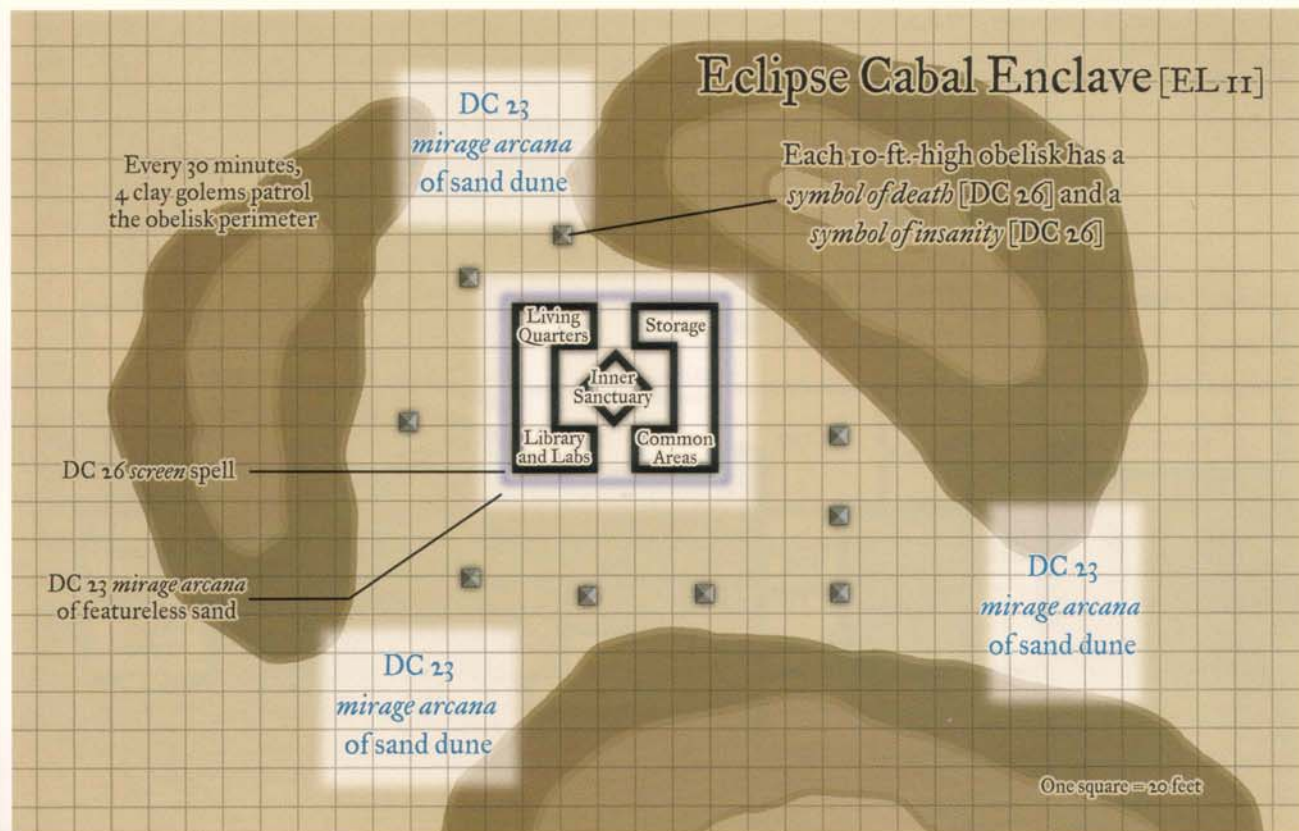 Eclipse Cabal Enclave [EL 11]
DC 23
mirage arcana
of sand dune
Every 30 minutes,
4 clay golems patrol
the obelisk perimeter
Each 10-ft.-high obelisk has a
symbol of death [DC 26] and a
symbol of insanity [DC 26]
Living
Quarters
Storage
Inner
Sanctuary
Library
and Labs
Common
Areas
DC 26 screen spell
DC 23 mirage arcana
of featureless sand
DC 23
mirage arcana
of sand dune
DC 23
mirage arcana
of sand dune
One square = 20 feet